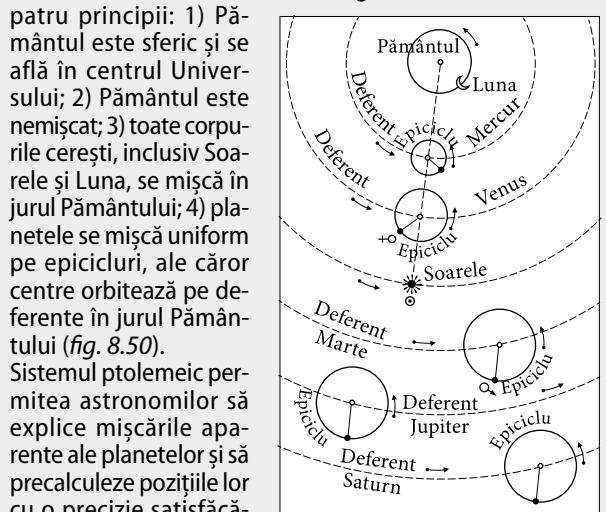 patru principii: 1) Pă-
mântul este sferic și se
află în centrul Univer-
sului; 2) Pământul este
nemișcat; 3) toate corpu-
rile cerești, inclusiv Soa-
rele și Luna, se mișcă în
jurul Pământului; 4) pla-
netele se mișcă uniform
pe epicicluri, ale căror
centre orbitează pe de-
ferente în jurul Pămân-
tului (fig. 8.50).
Sistemul ptolemeic per-
mitea astronomilor să
explice mișcările apa-
rente ale planetelor și să
precalculeze pozițiile lor
cu o precizie satisfăcă-
Pământul
Luna
Deferent
Epiciclu
Mercur
Deferent
Venus
Epiciclu
Soarele
Deferent
Marte
Epiciclu
Epiciclu
Deferent
Jupiter
Epiciclu
Deferent
Saturn